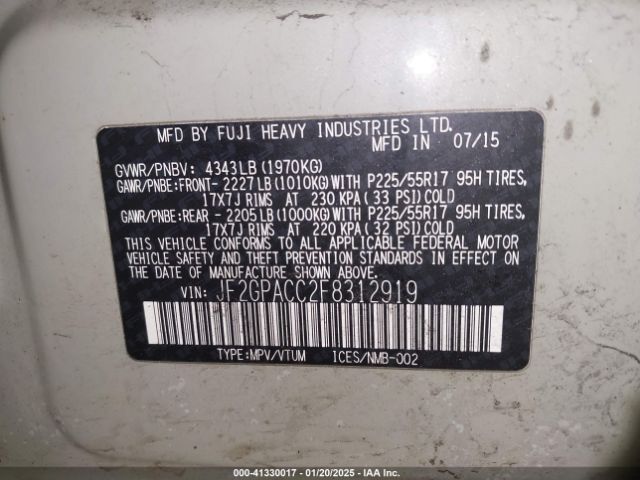 MFD BY FUJI HEAVY INDUSTRIES LTD.
MFD IN 07/15
GVWR/PNBV: 4343LB (1970KG)
GAWR/PNBE:FRONT- 2227LB (1010KG) WITH P225/55R17 95H TIRES,
17X7J RIMS AT 230 KPA (33 PSI) COLD
GAWR/PNBE:REAR - 2205LB (1000KG) WITH P225/55R17 95H TIRES,
17X7J RIMS AT 220 KPA (32 PSI) COLD
THIS VEHICLE CONFORMS TO ALL APPLICABLE FEDERAL MOTOR
VEHICLE SAFETY AND THEFT PREVENTION STANDARDS IN EFFECT ON
THE DATE OF MANUFACTURE SHOWN ABOVE.
VIN: JF2GPACC2F8312919
TYPE:MPV/VTUM ICES/NMB-002
000-41330017 - 01/20/2025 - IAA Inc.